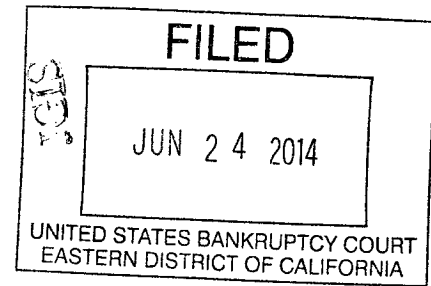 FILED
JUN 24 2014
UNITED STATES BANKRUPTCY COURT
EASTERN DISTRICT OF CALIFORNIA